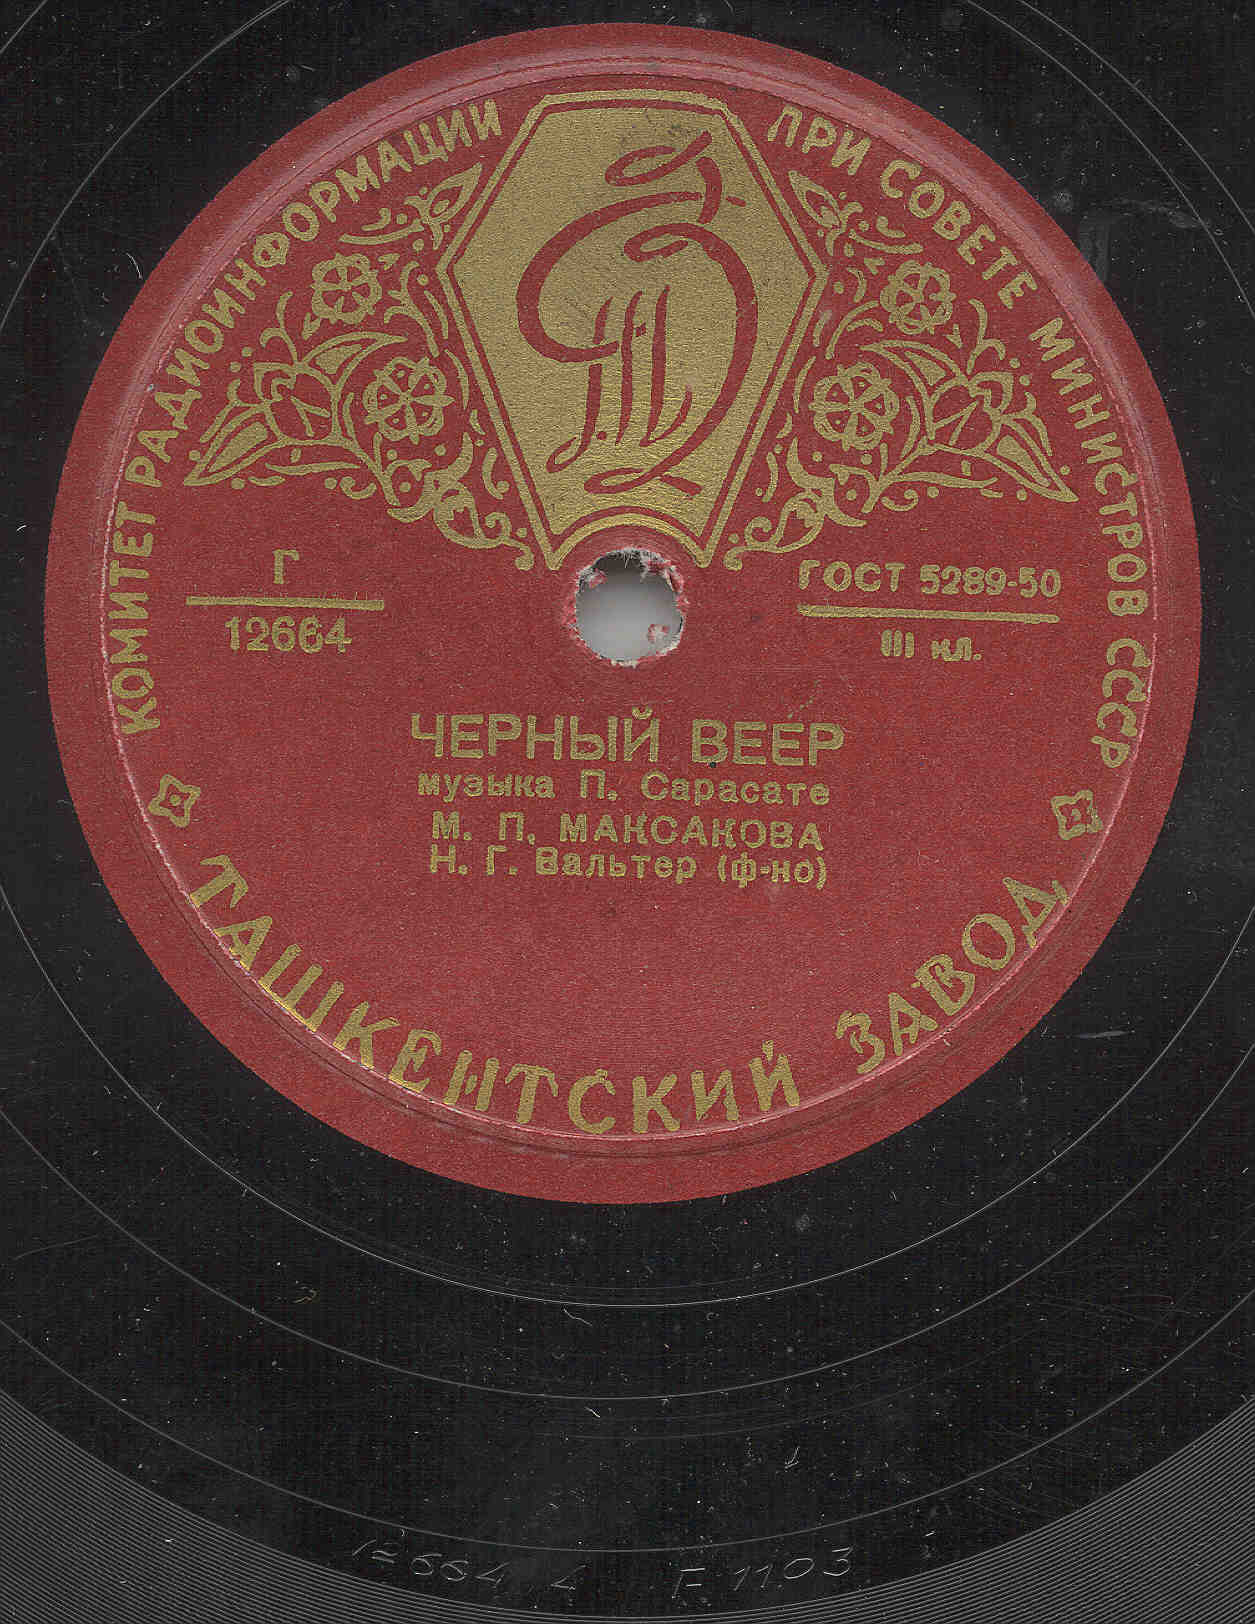 КОМИТЕТ РАДИОИНФОРМАЦИИ ПРИ СОВЕТЕ МИНИСТРОВ СССР
Г
12664
ГОСТ 5289-50
III кл.
ЧЕРНЫЙ ВЕЕР
музыка П. Сарасате
М. П. МАКСАКОВА
Н. Г. Вальтер (ф-но)
ТАШКЕНТСКИЙ ЗАВОД
12664 Г-1103